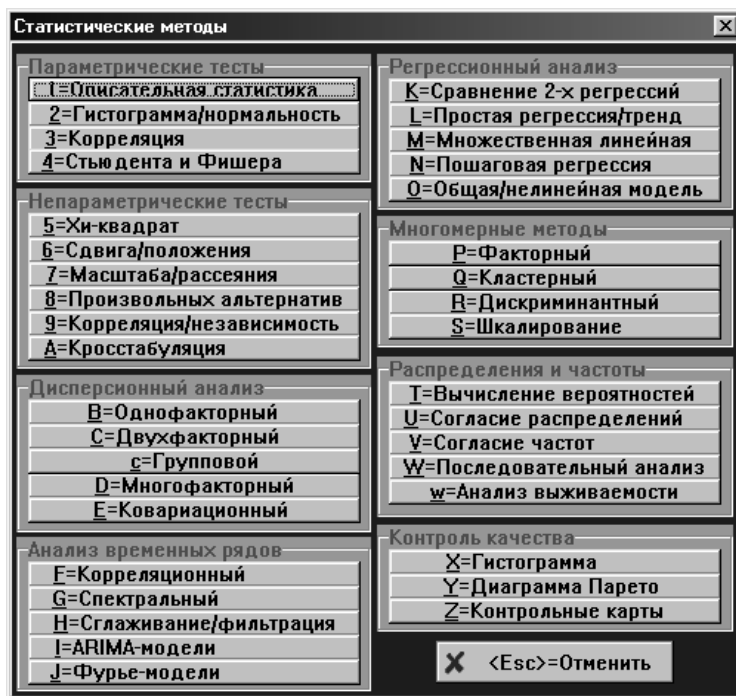 Статистические методы
Параметрические тесты
1=Описательная статистика
2=Гистограмма/нормальность
3=Корреляция
4=Стьюдента и Фишера
Непараметрические тесты
5=Хи-квадрат
6=Сдвига/положения
7=Масштаба/рассеяния
8=Произвольных альтернатив
9=Корреляция/независимость
A=Кросстабуляция
Дисперсионный анализ
B=Однофакторный
C=Двухфакторный
c=Групповой
D=Многофакторный
E=Ковариационный
Анализ временных рядов
F=Корреляционный
G=Спектральный
H=Сглаживание/фильтрация
I=ARIMA-модели
J=Фурье-модели
Регрессионный анализ
K=Сравнение 2-х регрессий
L=Простая регрессия/тренд
M=Множественная линейная
N=Пошаговая регрессия
O=Общая/нелинейная модель
Многомерные методы
P=Факторный
Q=Кластерный
R=Дискриминантный
S=Шкалирование
Распределения и частоты
T=Вычисление вероятностей
U=Согласие распределений
V=Согласие частот
W=Последовательный анализ
w=Анализ выживаемости
Контроль качества
X=Гистограмма
Y=Диаграмма Парето
Z=Контрольные карты
<Esc>=Отменить